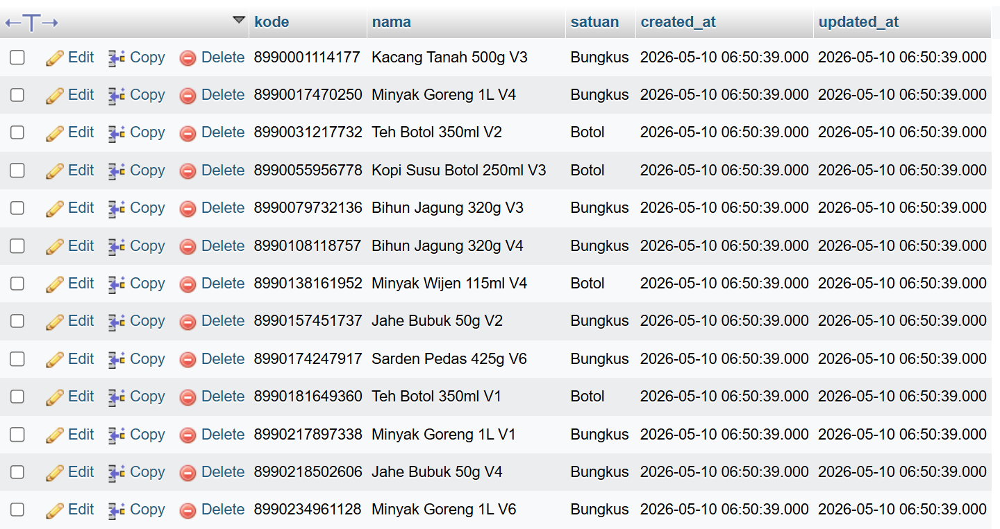 kode nama satuan created_at updated_at
Edit Copy Delete 8990001114177 Kacang Tanah 500g V3 Bungkus 2026-05-10 06:50:39.000 2026-05-10 06:50:39.000
Edit Copy Delete 8990017470250 Minyak Goreng 1L V4 Bungkus 2026-05-10 06:50:39.000 2026-05-10 06:50:39.000
Edit Copy Delete 8990031217732 Teh Botol 350ml V2 Botol 2026-05-10 06:50:39.000 2026-05-10 06:50:39.000
Edit Copy Delete 8990055956778 Kopi Susu Botol 250ml V3 Botol 2026-05-10 06:50:39.000 2026-05-10 06:50:39.000
Edit Copy Delete 8990079732136 Bihun Jagung 320g V3 Bungkus 2026-05-10 06:50:39.000 2026-05-10 06:50:39.000
Edit Copy Delete 8990108118757 Bihun Jagung 320g V4 Bungkus 2026-05-10 06:50:39.000 2026-05-10 06:50:39.000
Edit Copy Delete 8990138161952 Minyak Wijen 115ml V4 Botol 2026-05-10 06:50:39.000 2026-05-10 06:50:39.000
Edit Copy Delete 8990157451737 Jahe Bubuk 50g V2 Bungkus 2026-05-10 06:50:39.000 2026-05-10 06:50:39.000
Edit Copy Delete 8990174247917 Sarden Pedas 425g V6 Bungkus 2026-05-10 06:50:39.000 2026-05-10 06:50:39.000
Edit Copy Delete 8990181649360 Teh Botol 350ml V1 Botol 2026-05-10 06:50:39.000 2026-05-10 06:50:39.000
Edit Copy Delete 8990217897338 Minyak Goreng 1L V1 Bungkus 2026-05-10 06:50:39.000 2026-05-10 06:50:39.000
Edit Copy Delete 8990218502606 Jahe Bubuk 50g V4 Bungkus 2026-05-10 06:50:39.000 2026-05-10 06:50:39.000
Edit Copy Delete 8990234961128 Minyak Goreng 1L V6 Bungkus 2026-05-10 06:50:39.000 2026-05-10 06:50:39.000